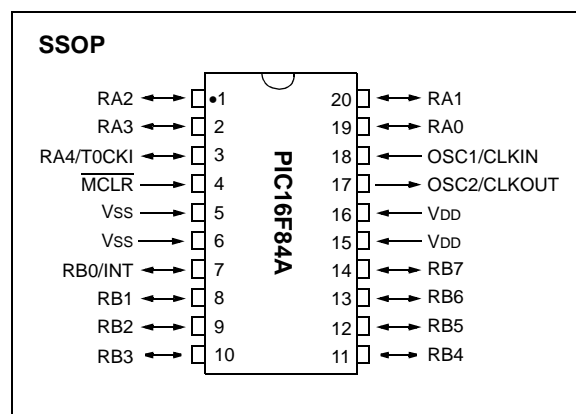 SSOP
RA2 •1 20 RA1
RA3 2 19 RA0
RA4/T0CKI 3 18 OSC1/CLKIN
MCLR 4 17 OSC2/CLKOUT
VSS 5 16 VDD
VSS 6 15 VDD
RB0/INT 7 14 RB7
RB1 8 13 RB6
RB2 9 12 RB5
RB3 10 11 RB4
PIC16F84A